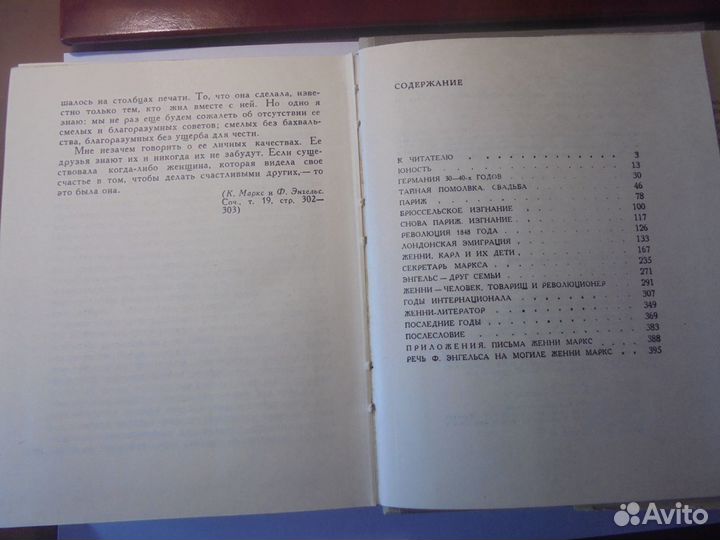 шалось на столбцах печати. То, что она сделала, изве-
стно только тем, кто жил вместе с ней. Но одно я
знаю: мы не раз еще будем сожалеть об отсутствии ее
смелых и благоразумных советов; смелых без бахваль-
ства, благоразумных без ущерба для чести.
Мне незачем говорить о ее личных качествах. Ее
друзья знают их и никогда их не забудут. Если суще-
ствовала когда-либо женщина, которая видела свое
счастье в том, чтобы делать счастливыми других,— то
это была она.
(К. Маркс и Ф. Энгельс.
Соч., т. 19, стр. 302—
303)
СОДЕРЖАНИЕ
К ЧИТАТЕЛЮ . . . . . . . . . . . . 3
ЮНОСТЬ . . . . . . . . . . . . 13
ГЕРМАНИЯ 30—40-х ГОДОВ . . . . . . . . 30
ТАЙНАЯ ПОМОЛВКА. СВАДЬБА . . . . . . . 46
ПАРИЖ . . . . . . . . . . . . 78
БРЮССЕЛЬСКОЕ ИЗГНАНИЕ . . . . . . . . 100
СНОВА ПАРИЖ. ИЗГНАНИЕ . . . . . . . . 117
РЕВОЛЮЦИЯ 1848 ГОДА . . . . . . . . . 126
ЛОНДОНСКАЯ ЭМИГРАЦИЯ . . . . . . . . 133
ЖЕННИ, КАРЛ И ИХ ДЕТИ . . . . . . . . 167
СЕКРЕТАРЬ МАРКСА . . . . . . . . . . 235
ЭНГЕЛЬС — ДРУГ СЕМЬИ . . . . . . . . 271
ЖЕННИ — ЧЕЛОВЕК, ТОВАРИЩ И РЕВОЛЮЦИОНЕР . . 291
ГОДЫ ИНТЕРНАЦИОНАЛА . . . . . . . . . 307
ЖЕННИ-ЛИТЕРАТОР . . . . . . . . . . 349
ПОСЛЕДНИЕ ГОДЫ . . . . . . . . . . 369
ПОСЛЕСЛОВИЕ . . . . . . . . . . . 383
ПРИЛОЖЕНИЯ. ПИСЬМА ЖЕННИ МАРКС . . . . 388
РЕЧЬ Ф. ЭНГЕЛЬСА НА МОГИЛЕ ЖЕННИ МАРКС . . 395
Avito